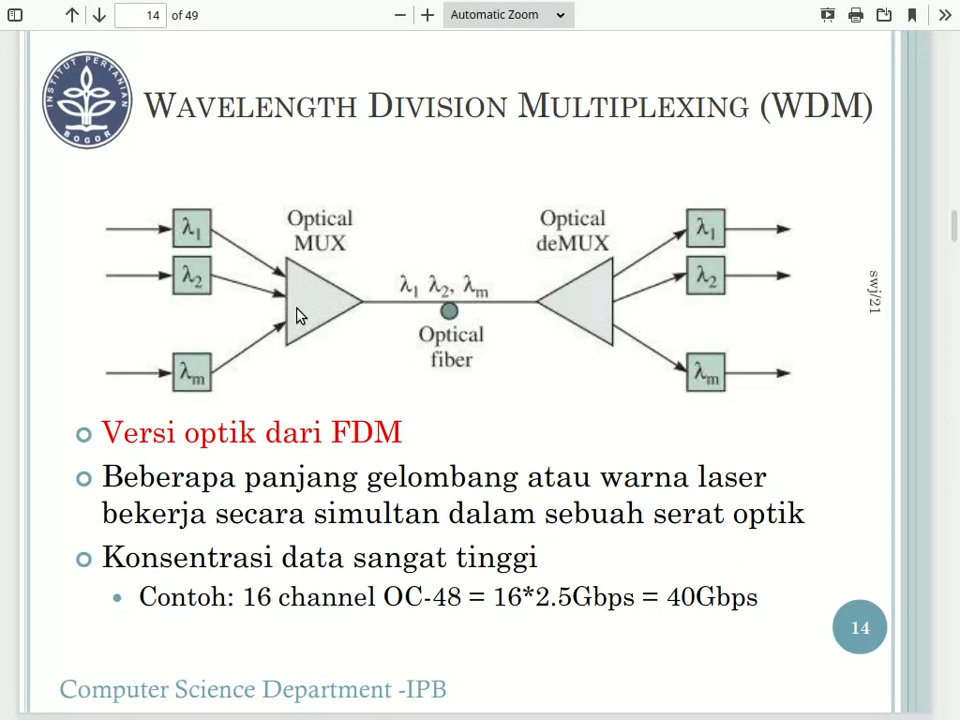 14 of 49
Automatic Zoom
INSTITUT PERTANIAN BOGOR
WAVELENGTH DIVISION MULTIPLEXING (WDM)
Optical MUX
Optical deMUX
λ1
λ2
λm
λ1 λ2, λm
Optical fiber
λ1
λ2
λm
swj/21
Versi optik dari FDM
Beberapa panjang gelombang atau warna laser
bekerja secara simultan dalam sebuah serat optik
Konsentrasi data sangat tinggi
Contoh: 16 channel OC-48 = 16*2.5Gbps = 40Gbps
14
Computer Science Department -IPB